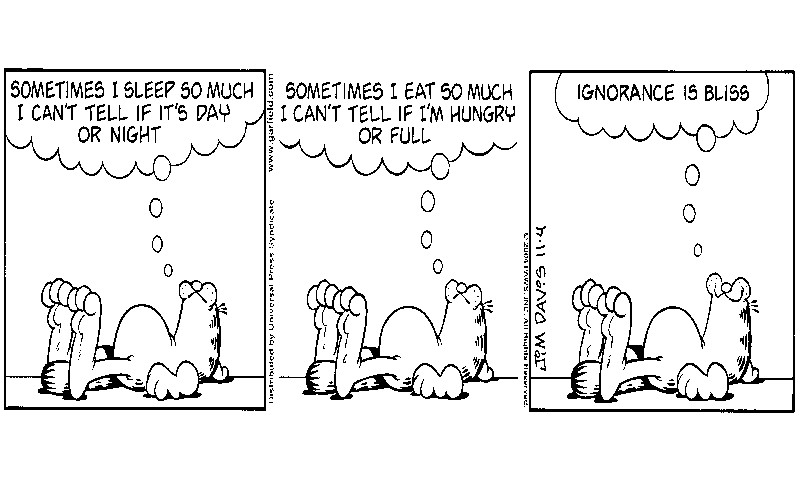 SOMETIMES I SLEEP SO MUCH
I CAN'T TELL IF IT'S DAY
OR NIGHT
www.garfield.com
Distributed by Universal Press Syndicate
SOMETIMES I EAT SO MUCH
I CAN'T TELL IF I'M HUNGRY
OR FULL
IGNORANCE IS BLISS
JIM DAVIS 11-4